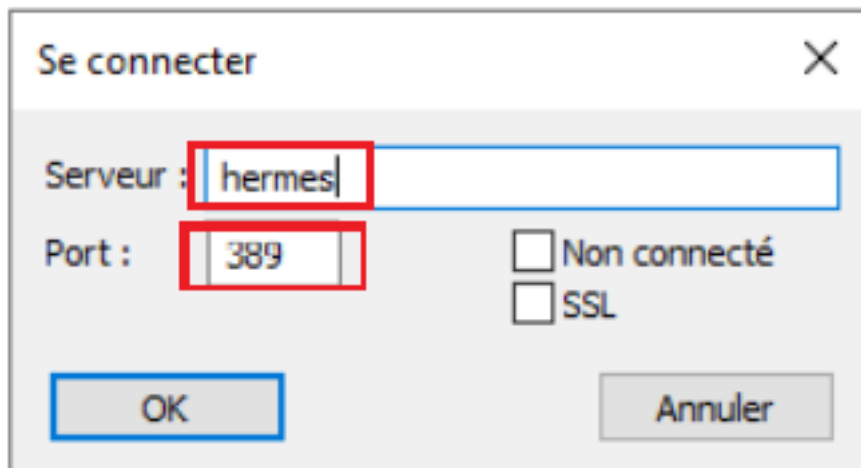 Se connecter
Serveur : hermes
Port : 389 Non connecté
SSL
OK Annuler